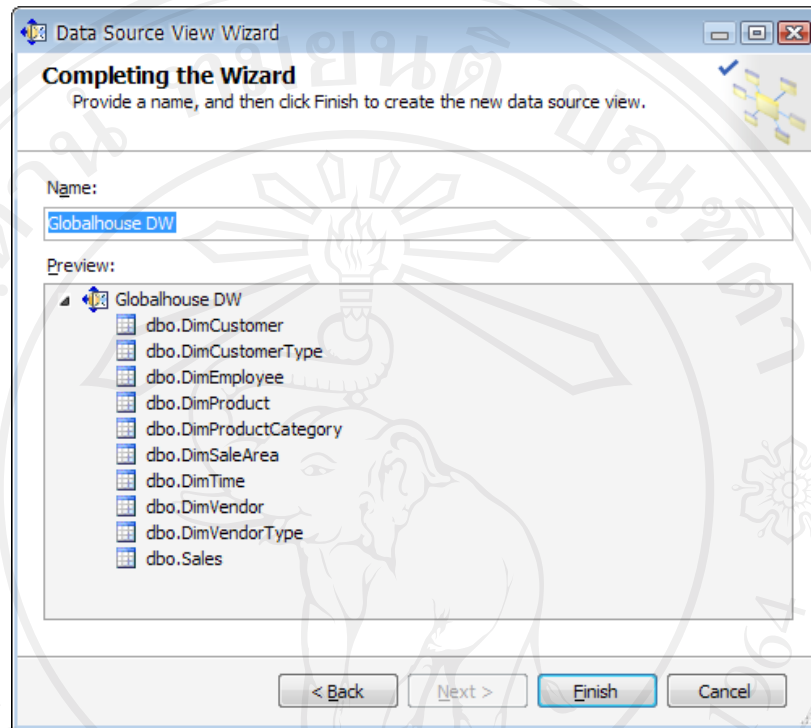 Data Source View Wizard
Completing the Wizard
Provide a name, and then click Finish to create the new data source view.
Name:
Globalhouse DW
Preview:
Globalhouse DW
dbo.DimCustomer
dbo.DimCustomerType
dbo.DimEmployee
dbo.DimProduct
dbo.DimProductCategory
dbo.DimSaleArea
dbo.DimTime
dbo.DimVendor
dbo.DimVendorType
dbo.Sales
< Back Next > Finish Cancel
1964